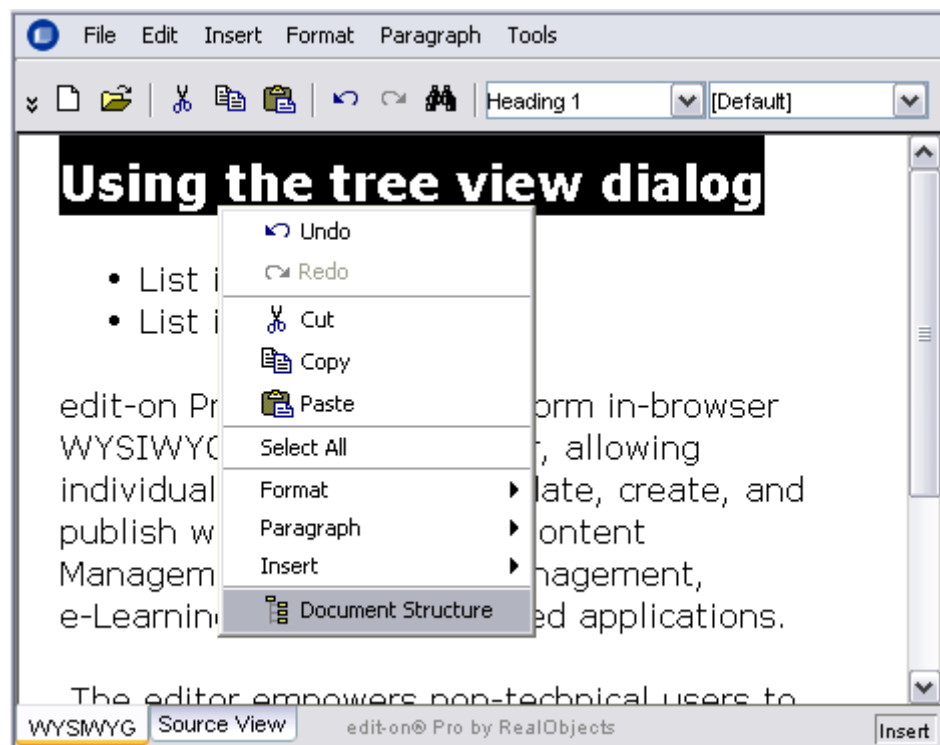 File Edit Insert Format Paragraph Tools
Heading 1 [Default]
Using the tree view dialog
Undo
• List i
Redo
• List i
Cut
Copy
edit-on Pr
Paste
orm in-browser
WYSIWYG
Select All
, allowing
individual
Format
late, create, and
publish w
Paragraph
ontent
Managem
Insert
nagement,
e-Learnin
Document Structure
ed applications.
The editor empowers non-technical users to
WYSIWYG Source View edit-on® Pro by RealObjects Insert